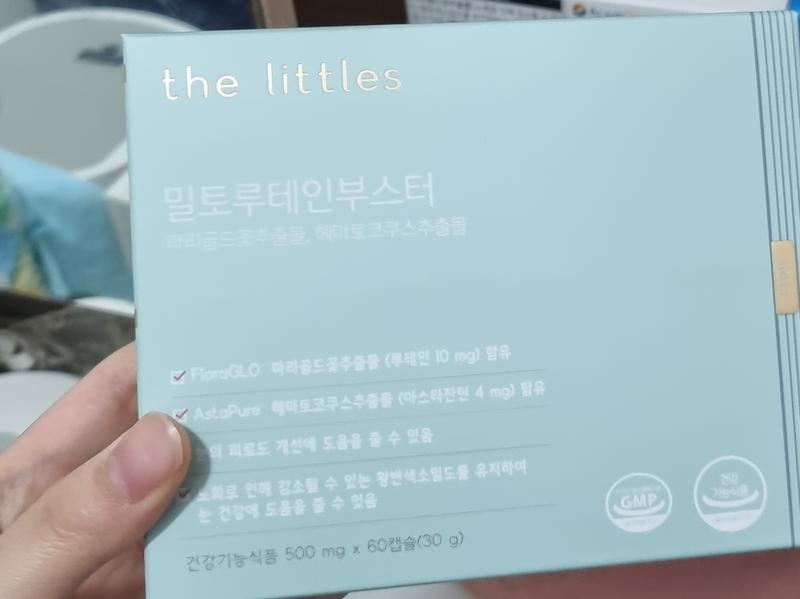 the littles
밀토루테인부스터
마리골드꽃추출물, 헤마토코쿠스추출물
FloraGLO 마리골드꽃추출물 (루테인 10 mg) 함유
AstaPure 헤마토코쿠스추출물 (아스타잔틴 4 mg) 함유
눈의 피로도 개선에 도움을 줄 수 있음
노화로 인해 감소될 수 있는 황반색소밀도를 유지하여
눈 건강에 도움을 줄 수 있음
건강기능식품 500 mg x 60캡슐(30 g)
GMP
건강
기능식품